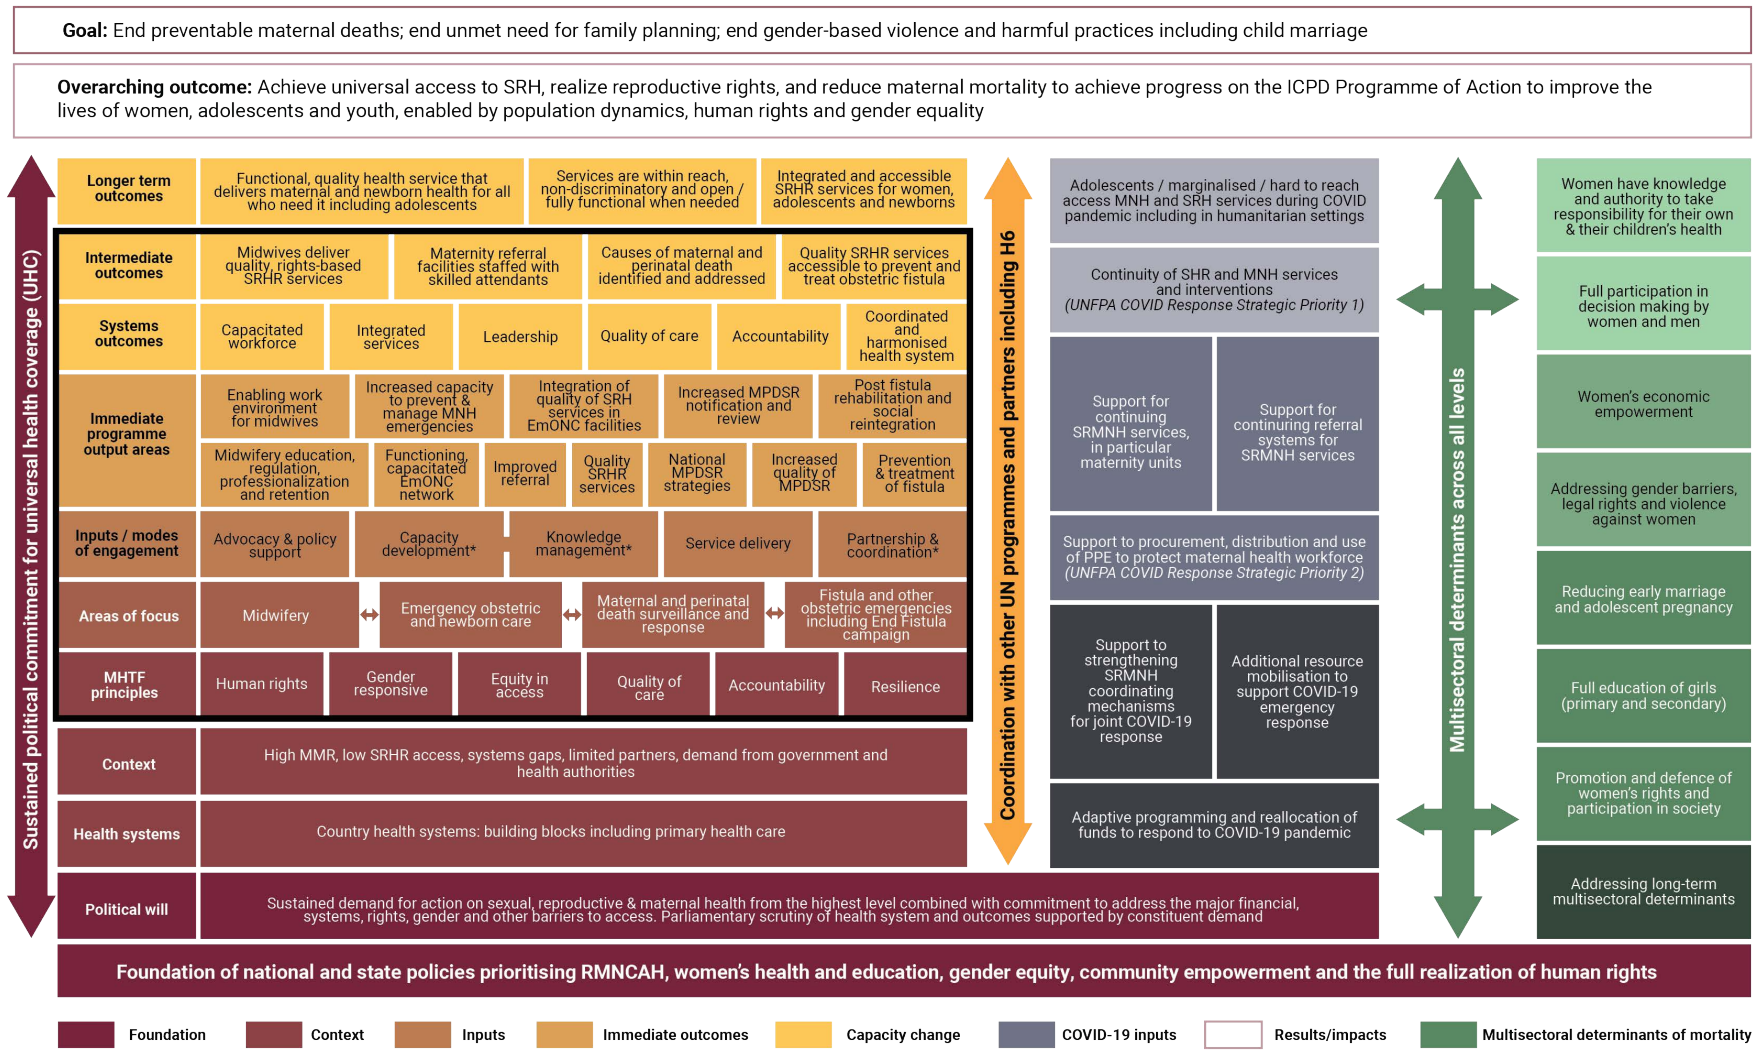 Goal: End preventable maternal deaths; end unmet need for family planning; end gender-based violence and harmful practices including child marriage
Overarching outcome: Achieve universal access to SRH, realize reproductive rights, and reduce maternal mortality to achieve progress on the ICPD Programme of Action to improve the
lives of women, adolescents and youth, enabled by population dynamics, human rights and gender equality
Sustained political commitment for universal health coverage (UHC)
Longer term
outcomes
Functional, quality health service that
delivers maternal and newborn health for all
who need it including adolescents
Services are within reach,
non-discriminatory and open /
fully functional when needed
Integrated and accessible
SRHR services for women,
adolescents and newborns
Intermediate
outcomes
Midwives deliver
quality, rights-based
SRHR services
Maternity referral
facilities staffed with
skilled attendants
Causes of maternal and
perinatal death
identified and addressed
Quality SRHR services
accessible to prevent and
treat obstetric fistula
Systems
outcomes
Capacitated
workforce
Integrated
services
Leadership
Quality of care
Accountability
Coordinated
and
harmonised
health system
Immediate
programme
output areas
Enabling work
environment
for midwives
Increased capacity
to prevent &
manage MNH
emergencies
Integration of
quality of SRH
services in
EmONC facilities
Increased MPDSR
notification and
review
Post fistula
rehabilitation and
social
reintegration
Midwifery education,
regulation,
professionalization
and retention
Functioning,
capacitated
EmONC
network
Improved
referral
Quality
SRHR
services
National
MPDSR
strategies
Increased
quality of
MPDSR
Prevention
& treatment
of fistula
Inputs / modes
of engagement
Advocacy & policy
support
Capacity
development*
Knowledge
management*
Service delivery
Partnership &
coordination*
Areas of focus
Midwifery
Emergency obstetric
and newborn care
Maternal and perinatal
death surveillance and
response
Fistula and other
obstetric emergencies
including End Fistula
campaign
MHTF
principles
Human rights
Gender
responsive
Equity in
access
Quality of
care
Accountability
Resilience
Context
High MMR, low SRHR access, systems gaps, limited partners, demand from government and
health authorities
Health systems
Country health systems: building blocks including primary health care
Political will
Sustained demand for action on sexual, reproductive & maternal health from the highest level combined with commitment to address the major financial,
systems, rights, gender and other barriers to access. Parliamentary scrutiny of health system and outcomes supported by constituent demand
Coordination with other UN programmes and partners including H6
Adolescents / marginalised / hard to reach
access MNH and SRH services during COVID
pandemic including in humanitarian settings
Continuity of SHR and MNH services
and interventions
(UNFPA COVID Response Strategic Priority 1)
Support for
continuing
SRMNH services,
in particular
maternity units
Support for
continuing referral
systems for
SRMNH services
Support to procurement, distribution and use
of PPE to protect maternal health workforce
(UNFPA COVID Response Strategic Priority 2)
Support to
strengthening
SRMNH
coordinating
mechanisms
for joint COVID-19
response
Additional resource
mobilisation to
support COVID-19
emergency
response
Adaptive programming and reallocation of
funds to respond to COVID-19 pandemic
Multisectoral determinants across all levels
Women have knowledge
and authority to take
responsibility for their own
& their children's health
Full participation in
decision making by
women and men
Women's economic
empowerment
Addressing gender barriers,
legal rights and violence
against women
Reducing early marriage
and adolescent pregnancy
Full education of girls
(primary and secondary)
Promotion and defence of
women's rights and
participation in society
Addressing long-term
multisectoral determinants
Foundation of national and state policies prioritising RMNCAH, women's health and education, gender equity, community empowerment and the full realization of human rights
Foundation
Context
Inputs
Immediate outcomes
Capacity change
COVID-19 inputs
Results/impacts
Multisectoral determinants of mortality